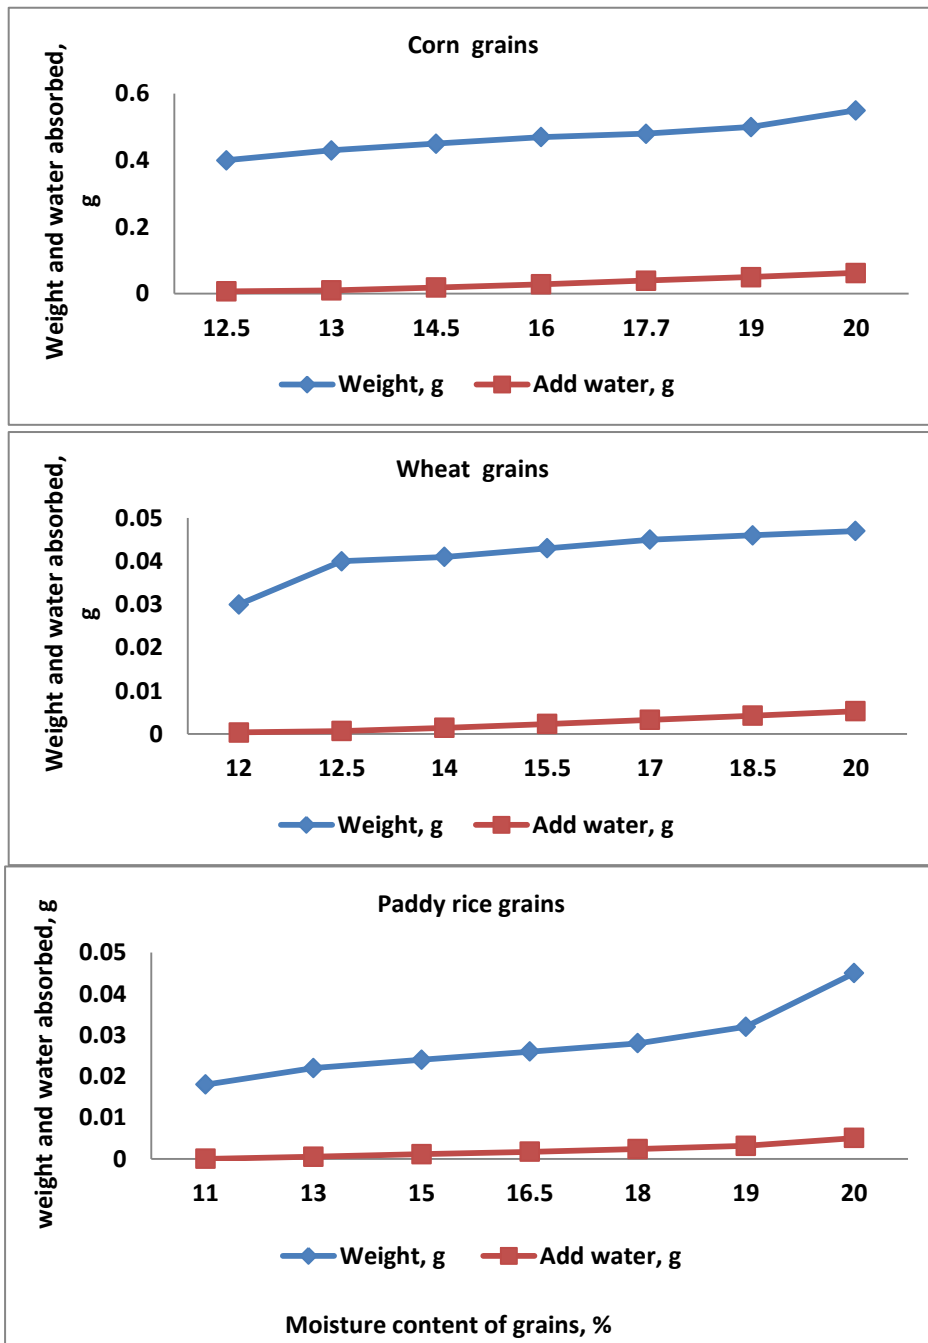 Corn grains
Weight and water absorbed,
g
0.6
0.4
0.2
0
12.5 13 14.5 16 17.7 19 20
Weight, g Add water, g
Wheat grains
Weight and water absorbed,
g
0.05
0.04
0.03
0.02
0.01
0
12 12.5 14 15.5 17 18.5 20
Weight, g Add water, g
Paddy rice grains
weight and water absorbed, g
0.05
0.04
0.03
0.02
0.01
0
11 13 15 16.5 18 19 20
Weight, g Add water, g
Moisture content of grains, %